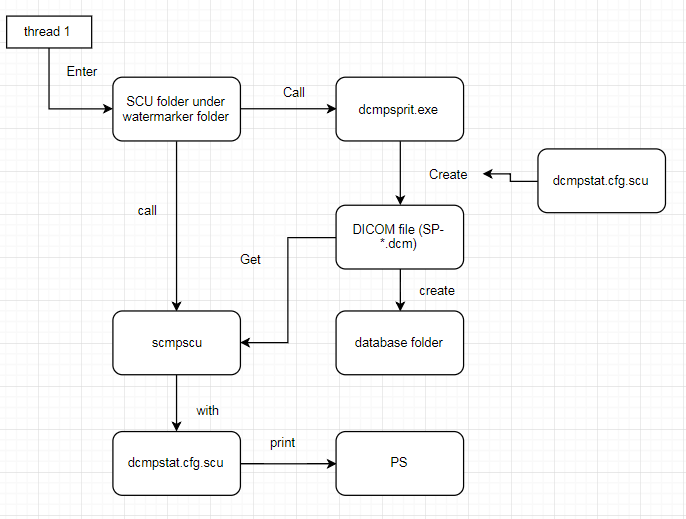 thread 1
Enter
SCU folder under
watermarker folder
Call
dcmpsprit.exe
Create
dcmpstat.cfg.scu
call
DICOM file (SP-
*.dcm)
Get
create
scmpscu
database folder
with
dcmpstat.cfg.scu
print
PS